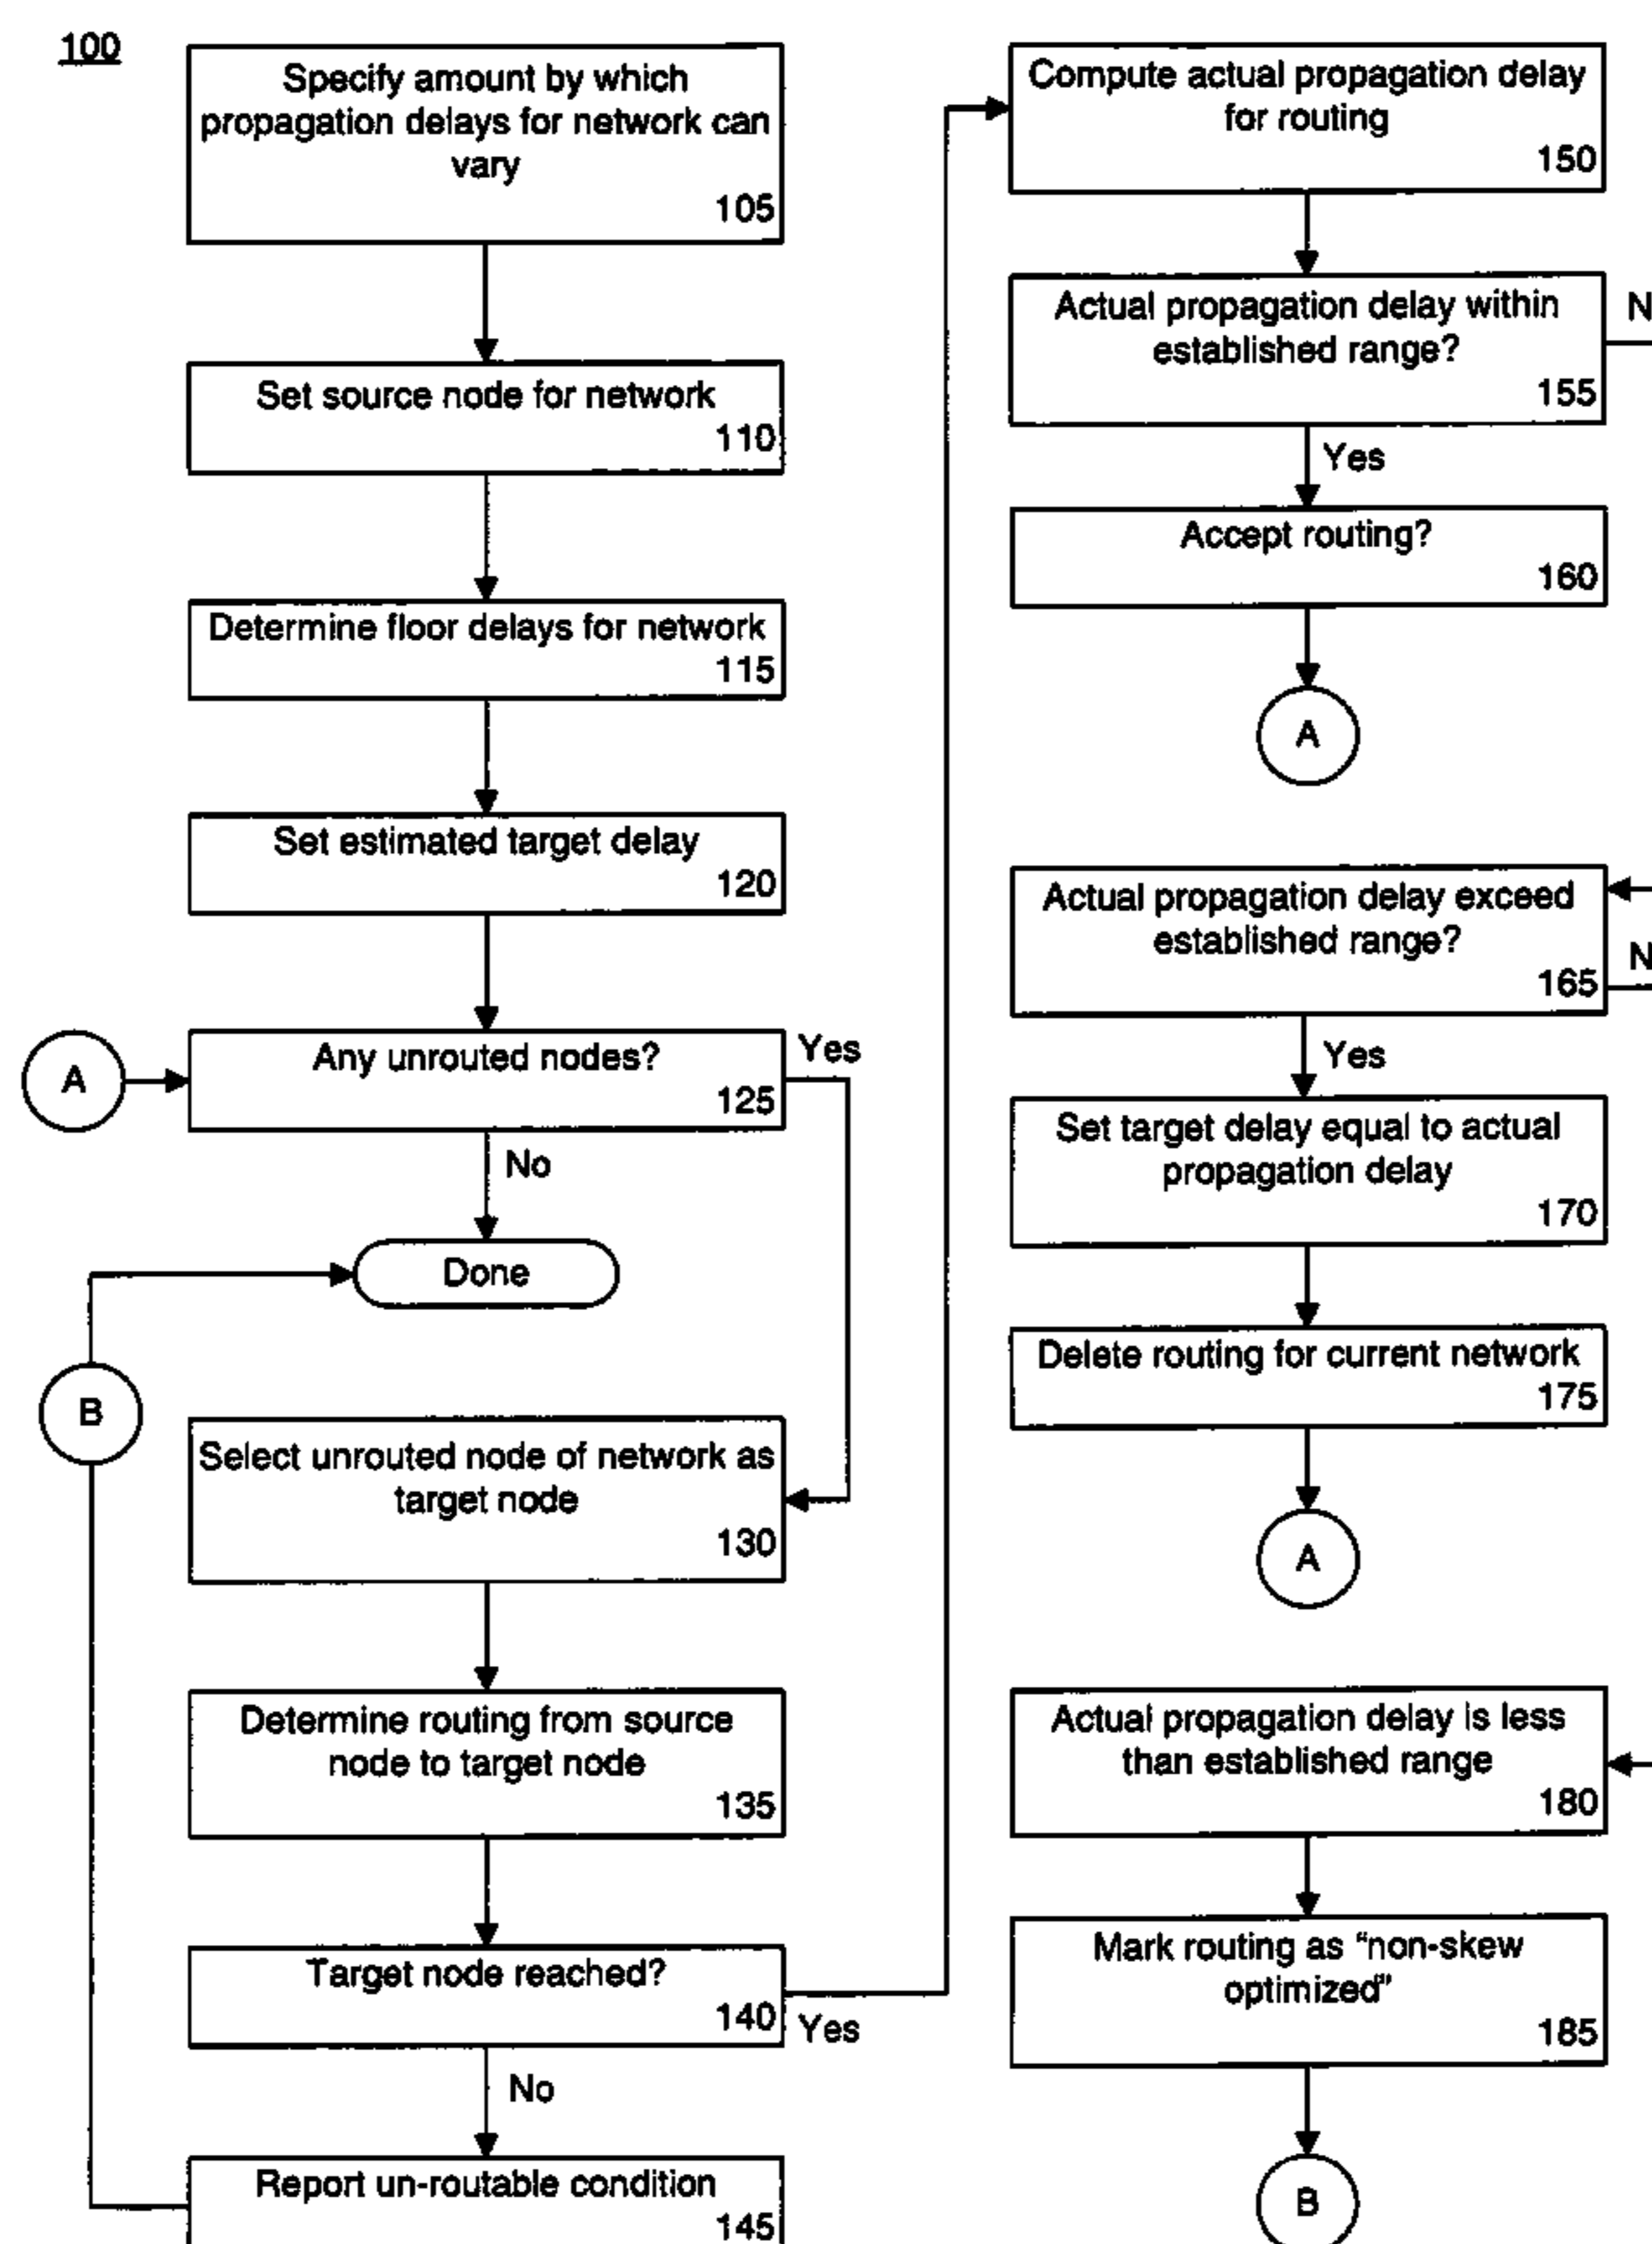 100
Specify amount by which
propagation delays for network can
vary
105
Set source node for network
110
Determine floor delays for network
115
Set estimated target delay
120
A
Any unrouted nodes?
125
Yes
No
Done
B
Select unrouted node of network as
target node
130
Determine routing from source
node to target node
135
Target node reached?
140
Yes
No
Report un-routable condition
145
Compute actual propagation delay
for routing
150
Actual propagation delay within
established range?
155
N
Yes
Accept routing?
160
A
Actual propagation delay exceed
established range?
165
N
Yes
Set target delay equal to actual
propagation delay
170
Delete routing for current network
175
A
Actual propagation delay is less
than established range
180
Mark routing as "non-skew
optimized"
185
B